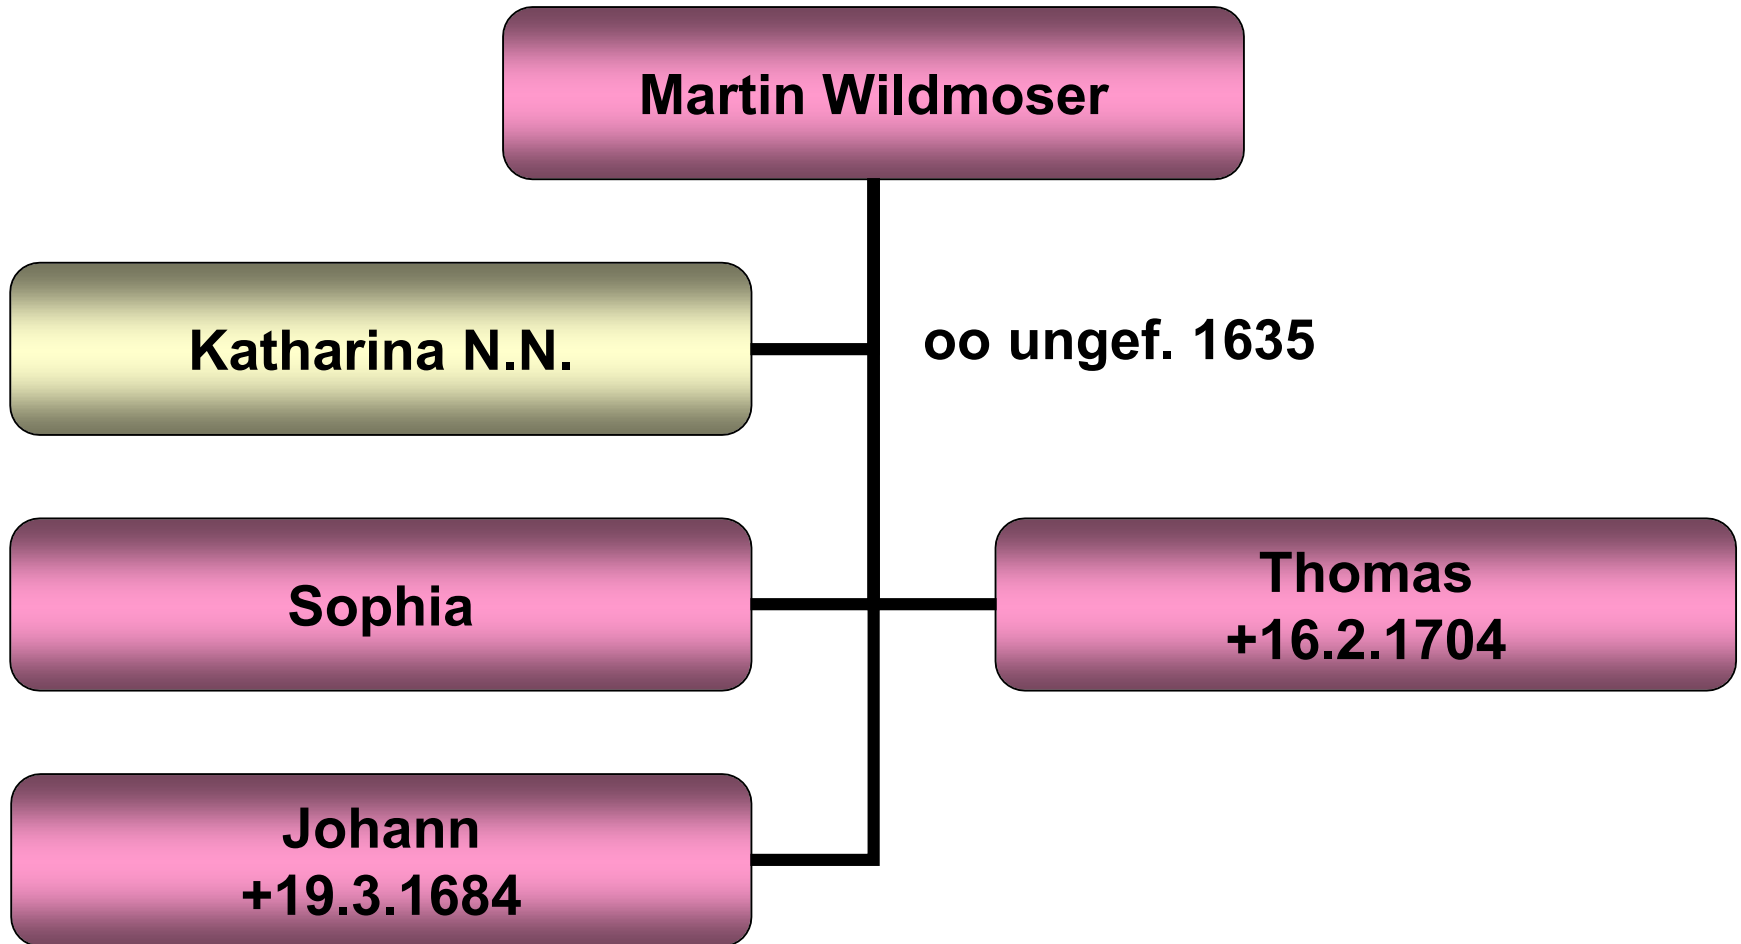 Martin Wildmoser
Katharina N.N.
oo ungef. 1635
Sophia
Thomas
+16.2.1704
Johann
+19.3.1684